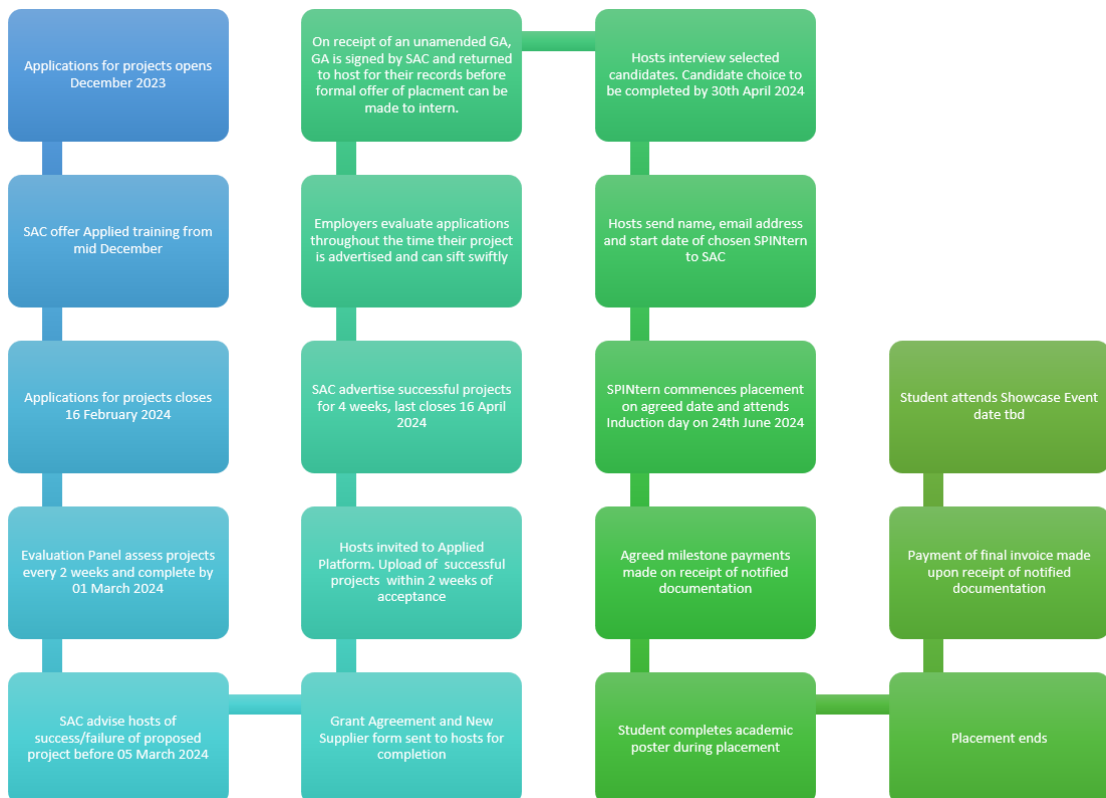 Applications for projects opens
December 2023
SAC offer Applied training from
mid December
Applications for projects closes
16 February 2024
Evaluation Panel assess projects
every 2 weeks and complete by
01 March 2024
SAC advise hosts of
success/failure of proposed
project before 05 March 2024
Grant Agreement and New
Supplier form sent to hosts for
completion
Hosts invited to Applied
Platform. Upload of successful
projects within 2 weeks of
acceptance
SAC advertise successful projects
for 4 weeks, last closes 16 April
2024
Employers evaluate applications
throughout the time their project
is advertised and can sift swiftly
On receipt of an unamended GA,
GA is signed by SAC and returned
to host for their records before
formal offer of placment can be
made to intern.
Hosts interview selected
candidates. Candidate choice to
be completed by 30th April 2024
Hosts send name, email address
and start date of chosen SPINtern
to SAC
SPINtern commences placement
on agreed date and attends
Induction day on 24th June 2024
Agreed milestone payments
made on receipt of notified
documentation
Student completes academic
poster during placement
Placement ends
Payment of final invoice made
upon receipt of notified
documentation
Student attends Showcase Event
date tbd